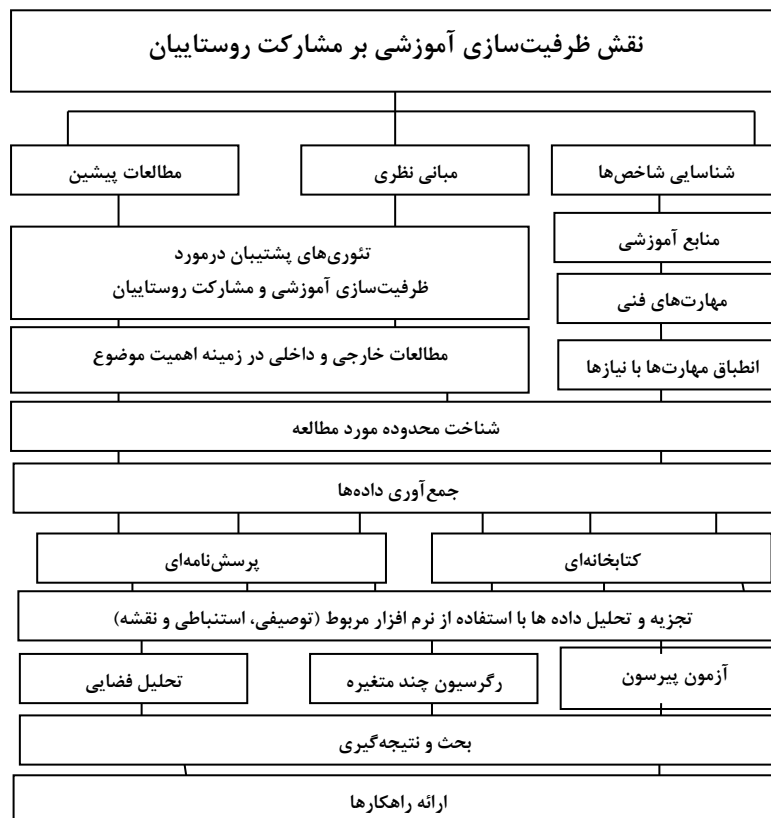 نقش ظرفیت‌سازی آموزشی بر مشارکت روستاییان
شناسایی شاخص‌ها
مبانی نظری
مطالعات پیشین
منابع آموزشی
تئوری‌های پشتیبان درمورد
ظرفیت‌سازی آموزشی و مشارکت روستاییان
مهارت‌های فنی
مطالعات خارجی و داخلی در زمینه اهمیت موضوع
انطباق مهارت‌ها با نیازها
شناخت محدوده مورد مطالعه
جمع‌آوری داده‌ها
کتابخانه‌ای
پرسش‌نامه‌ای
تجزیه و تحلیل داده ها با استفاده از نرم افزار مربوط (توصیفی، استنباطی و نقشه)
آزمون پیرسون
رگرسیون چند متغیره
تحلیل فضایی
بحث و نتیجه‌گیری
ارائه راهکارها